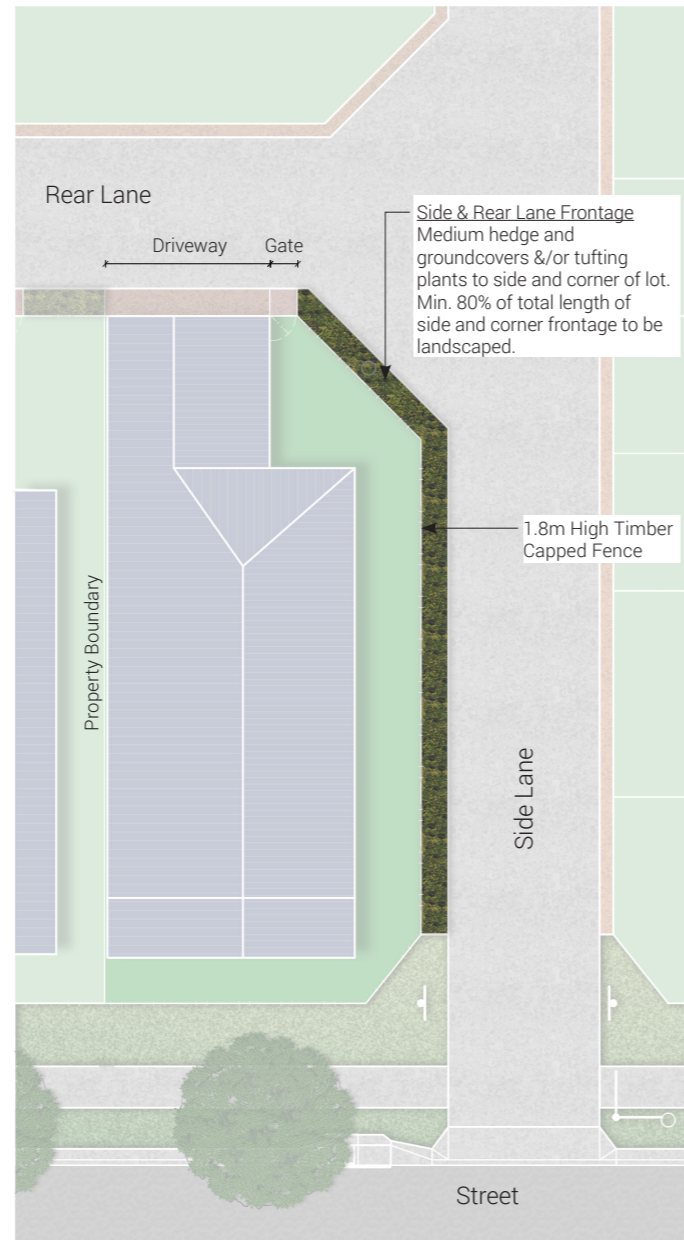 Rear Lane
Driveway
Gate
Side & Rear Lane Frontage
Medium hedge and
groundcovers &/or tufting
plants to side and corner of lot.
Min. 80% of total length of
side and corner frontage to be
landscaped.
1.8m High Timber
Capped Fence
Property Boundary
Side Lane
Street